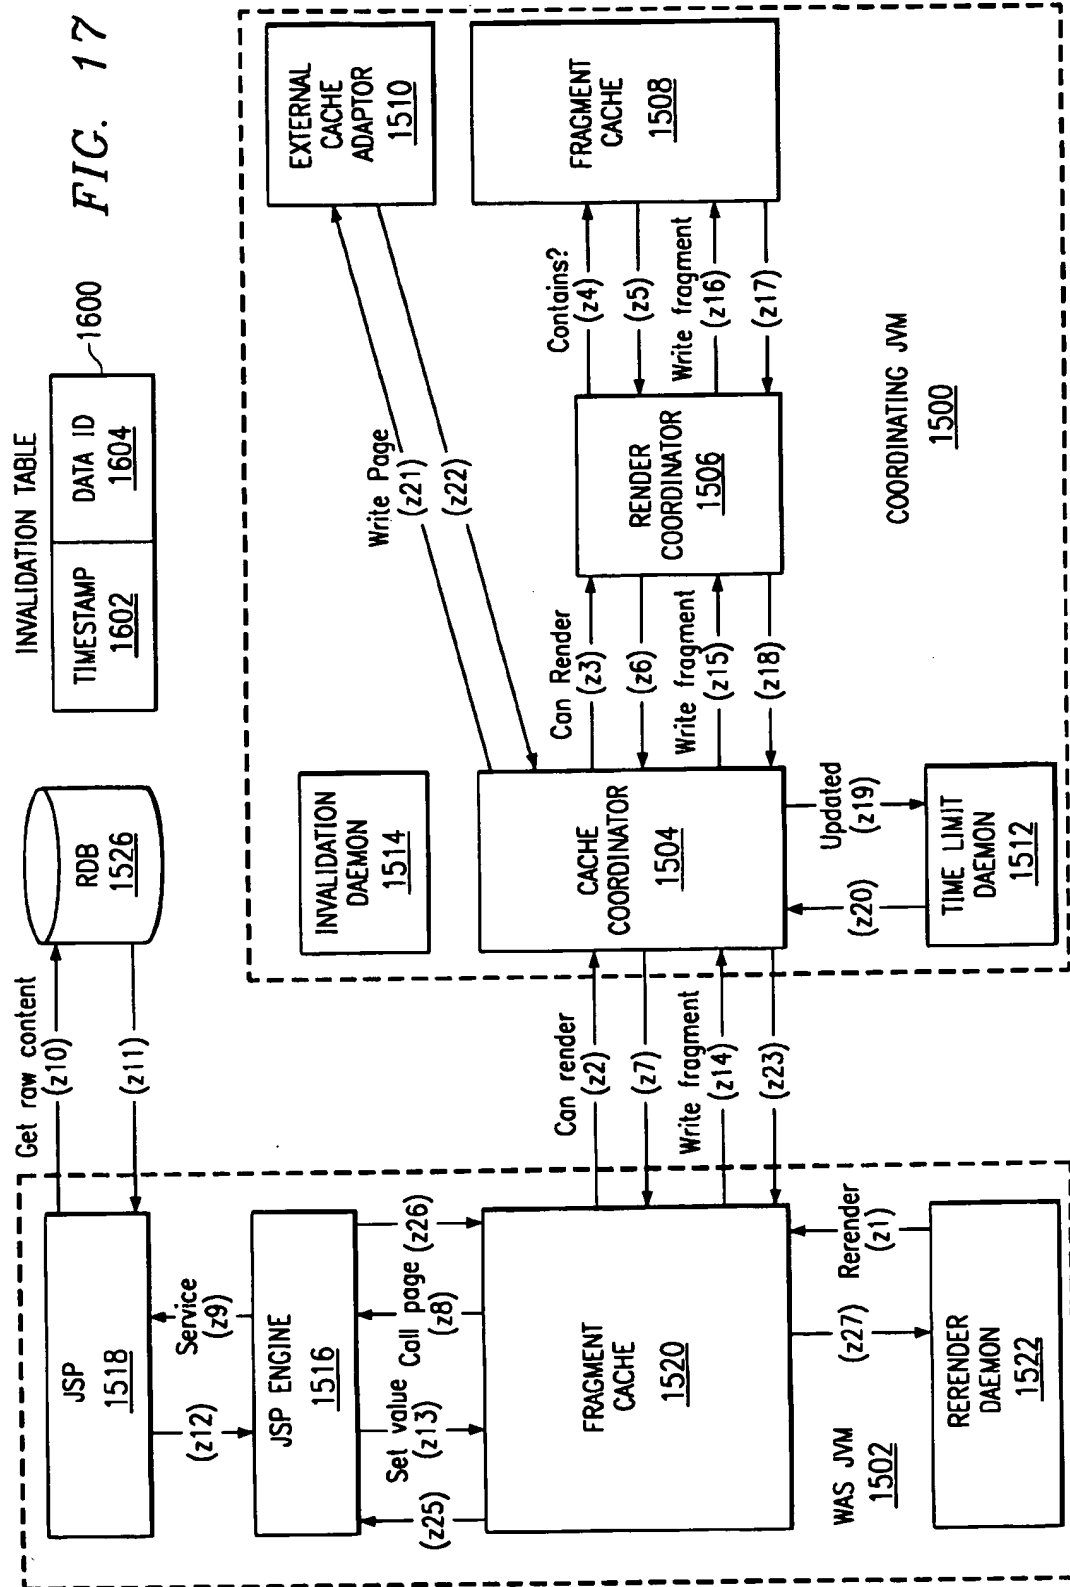 FIG. 17
INVALIDATION TABLE
1600
TIMESTAMP
1602
DATA ID
1604
RDB
1526
Get raw content
(z10)
(z11)
JSP
1518
Service
(z9)
(z12)
JSP ENGINE
1516
Set value
(z13)
Call page
(z8)
(z26)
(z25)
FRAGMENT
CACHE
1520
Rerender
(z1)
(z27)
RERENDER
DAEMON
1522
WAS JVM
1502
Can render
(z2)
(z7)
Write fragment
(z14)
(z23)
INVALIDATION
DAEMON
1514
CACHE
COORDINATOR
1504
Updated
(z19)
(z20)
TIME LIMIT
DAEMON
1512
Write Page
(z21)
(z22)
Can Render
(z3)
(z6)
Write fragment
(z15)
(z18)
RENDER
COORDINATOR
1506
Contains?
(z4)
(z5)
Write fragment
(z16)
(z17)
EXTERNAL
CACHE
ADAPTOR
1510
FRAGMENT
CACHE
1508
COORDINATING JVM
1500